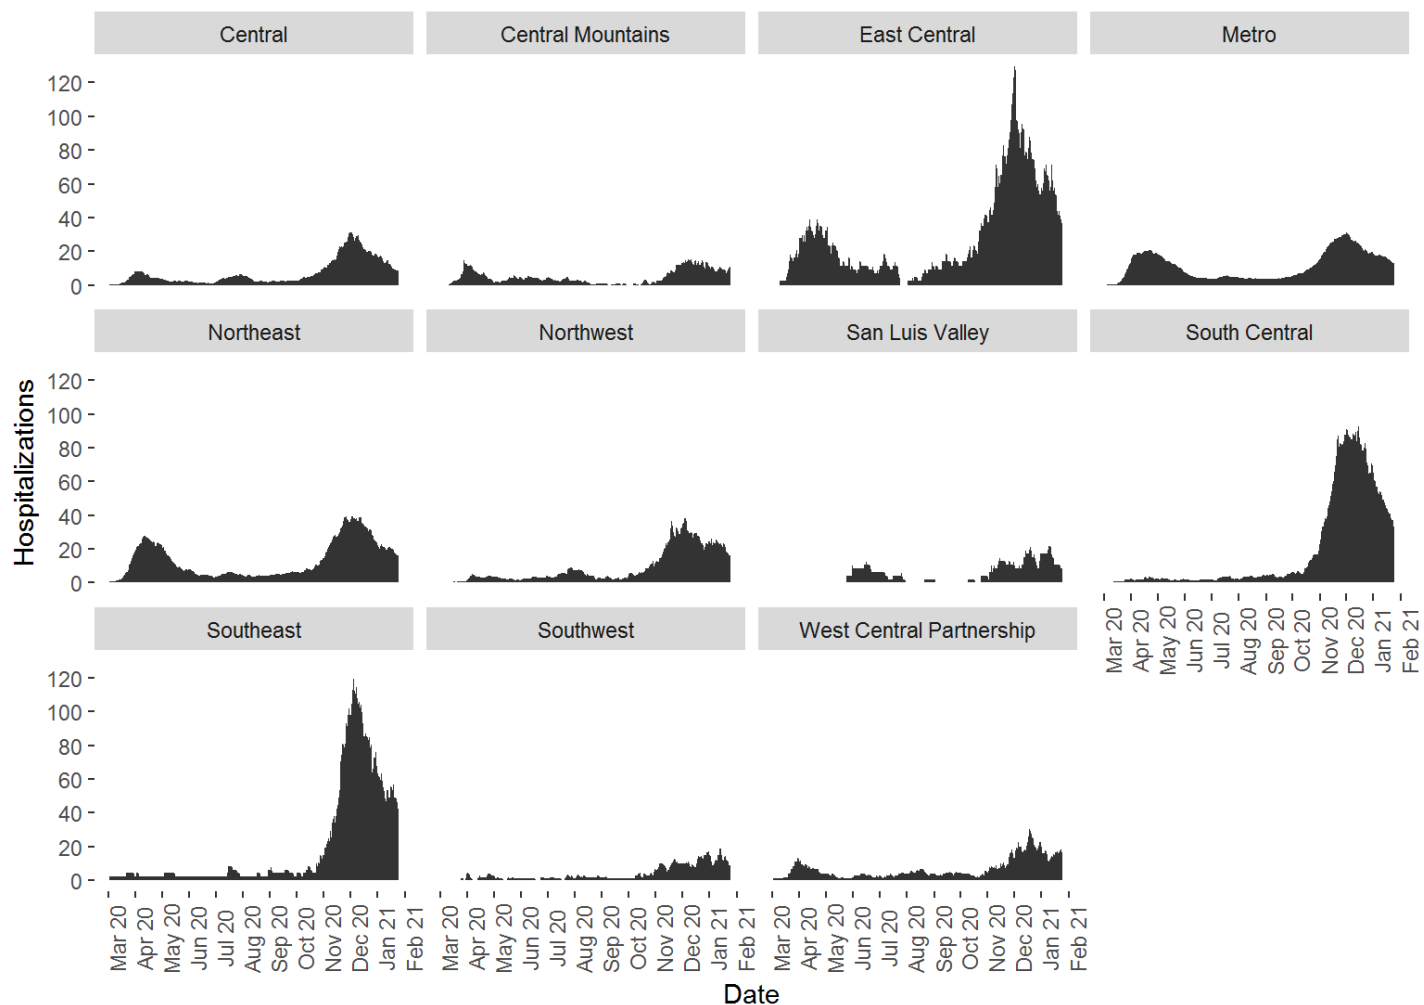 Central
Central Mountains
East Central
Metro
120
100
80
60
40
20
0
Northeast
Northwest
San Luis Valley
South Central
120
100
80
60
40
20
0
Mar 20
Apr 20
May 20
Jun 20
Jul 20
Aug 20
Sep 20
Oct 20
Nov 20
Dec 20
Jan 21
Feb 21
Southeast
Southwest
West Central Partnership
120
100
80
60
40
20
0
Mar 20
Apr 20
May 20
Jun 20
Jul 20
Aug 20
Sep 20
Oct 20
Nov 20
Dec 20
Jan 21
Feb 21
Mar 20
Apr 20
May 20
Jun 20
Jul 20
Aug 20
Sep 20
Oct 20
Nov 20
Dec 20
Jan 21
Feb 21
Mar 20
Apr 20
May 20
Jun 20
Jul 20
Aug 20
Sep 20
Oct 20
Nov 20
Dec 20
Jan 21
Feb 21
Hospitalizations
Date